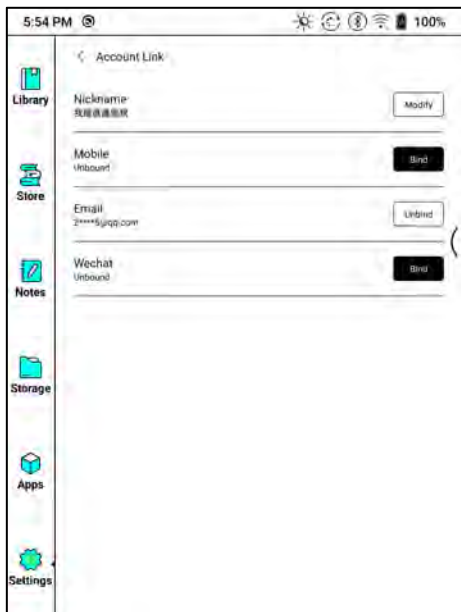 5:54 PM 100%
Account Link
Library
Nickname
Modify
Mobile
Unbound
Bind
Store
Email
Unbind
Wechat
Unbound
Bind
Notes
Storage
Apps
Settings